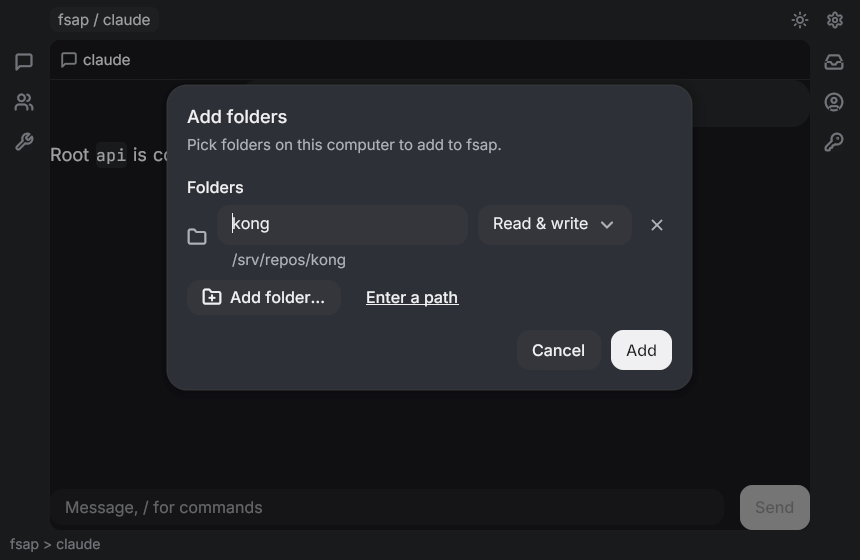 fsap / claude
claude
Add folders
Pick folders on this computer to add to fsap.
Root api is co
Folders
kong
Read & write
/srv/repos/kong
Add folder...
Enter a path
Cancel
Add
Message, / for commands
Send
fsap > claude